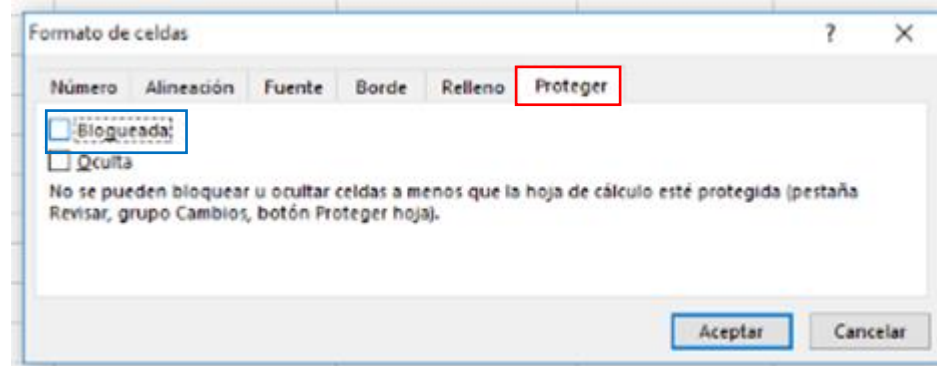 Formato de celdas ? ×
Número Alineación Fuente Borde Relleno Proteger
Bloqueada
Oculta
No se pueden bloquear u ocultar celdas a menos que la hoja de cálculo esté protegida (pestaña
Revisar, grupo Cambios, botón Proteger hoja).
Aceptar Cancelar